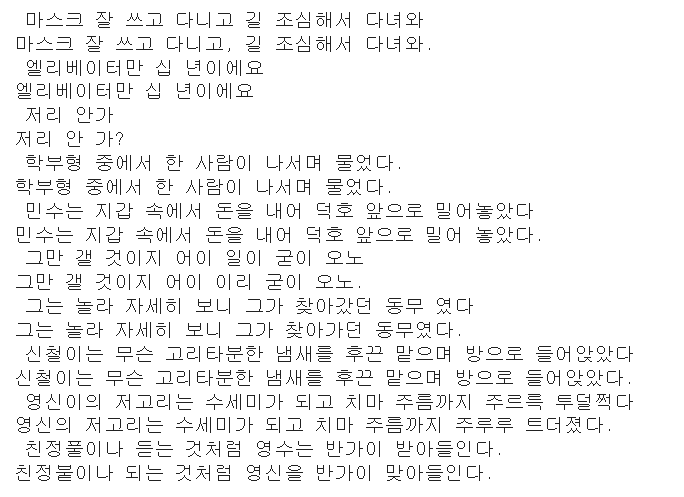 마스크 잘 쓰고 다니고 길 조심해서 다녀와
마스크 잘 쓰고 다니고, 길 조심해서 다녀와.
엘리베이터만 십 년이에요
엘리베이터만 십 년이에요
저리 안가
저리 안 가?
학부형 중에서 한 사람이 나서며 물었다.
학부형 중에서 한 사람이 나서며 물었다.
민수는 지갑 속에서 돈을 내어 덕호 앞으로 밀어놓았다
민수는 지갑 속에서 돈을 내어 덕호 앞으로 밀어 놓았다.
그만 갤 것이지 어이 일이 굳이 오노
그만 갤 것이지 어이 이리 굳이 오노.
그는 놀라 자세히 보니 그가 찾아갔던 동무 였다
그는 놀라 자세히 보니 그가 찾아가던 동무였다.
신철이는 무슨 고리타분한 냄새를 후끈 맡으며 방으로 들어앉았다
신철이는 무슨 고리타분한 냄새를 후끈 맡으며 방으로 들어앉았다.
영신이의 저고리는 수세미가 되고 치마 주름까지 주르륵 투덜쩍다
영신의 저고리는 수세미가 되고 치마 주름까지 주루루 트더졌다.
친정풀이나 듣는 것처럼 영수는 반가이 받아들인다.
친정붙이나 되는 것처럼 영신을 반가이 맞아들인다.